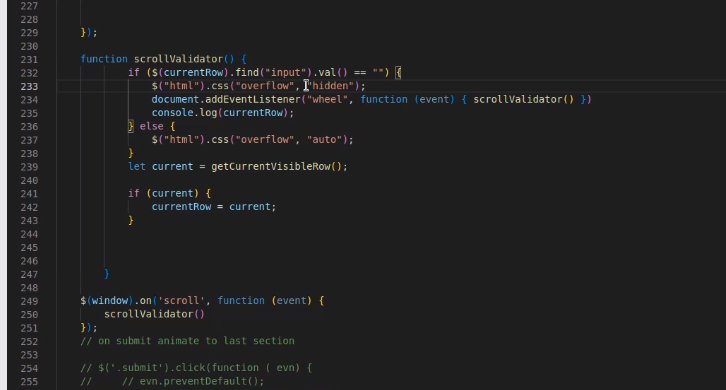 227
228
229 });
230
231 function scrollValidator() {
232 if ($(currentRow).find("input").val() == "") {
233 $("html").css("overflow", "hidden");
234 document.addEventListener("wheel", function (event) { scrollValidator() })
235 console.log(currentRow);
236 } else {
237 $("html").css("overflow", "auto");
238 }
239 let current = getCurrentVisibleRow();
240
241 if (current) {
242 currentRow = current;
243 }
244
245
246
247 }
248
249 $(window).on('scroll', function (event) {
250 scrollValidator()
251 });
252 // on submit animate to last section
253
254 // $('.submit').click(function ( evn) {
255 // // evn.preventDefault();